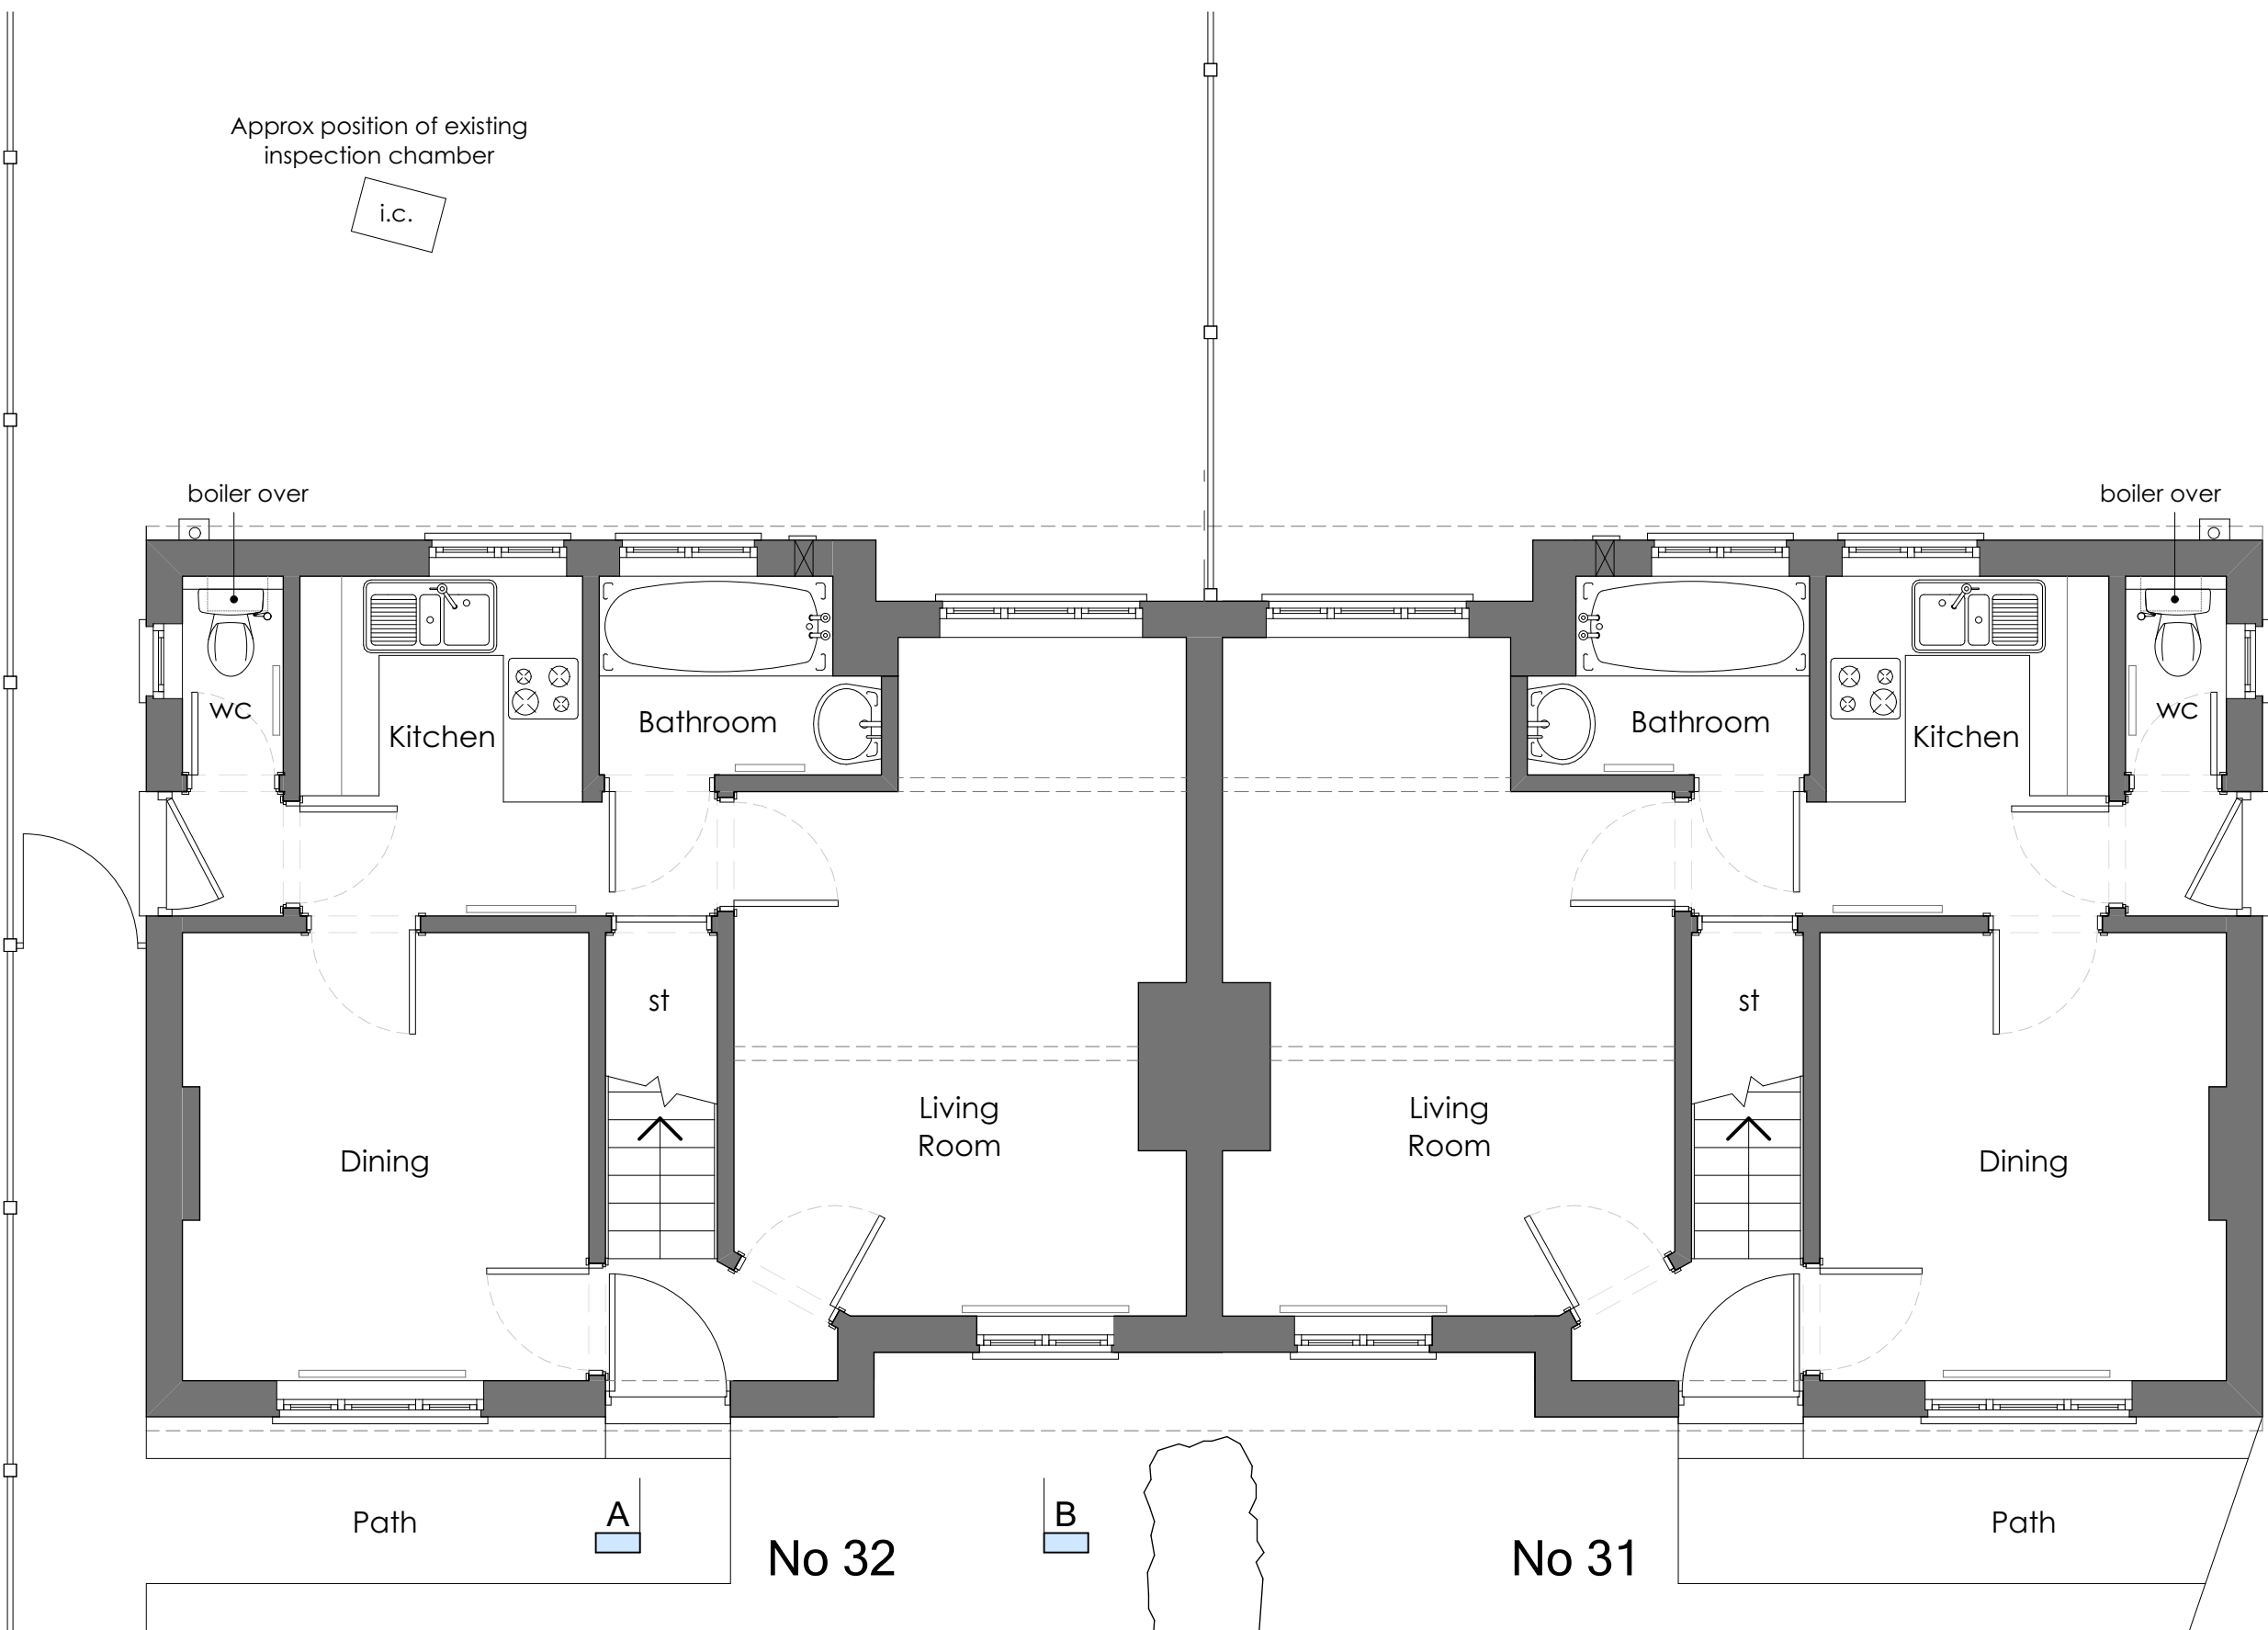 Approx position of existing
inspection chamber
i.c.
boiler over
boiler over
wc
Kitchen
Bathroom
Bathroom
Kitchen
wc
st
st
Living
Room
Living
Room
Dining
Dining
Path
A
B
No 32
No 31
Path